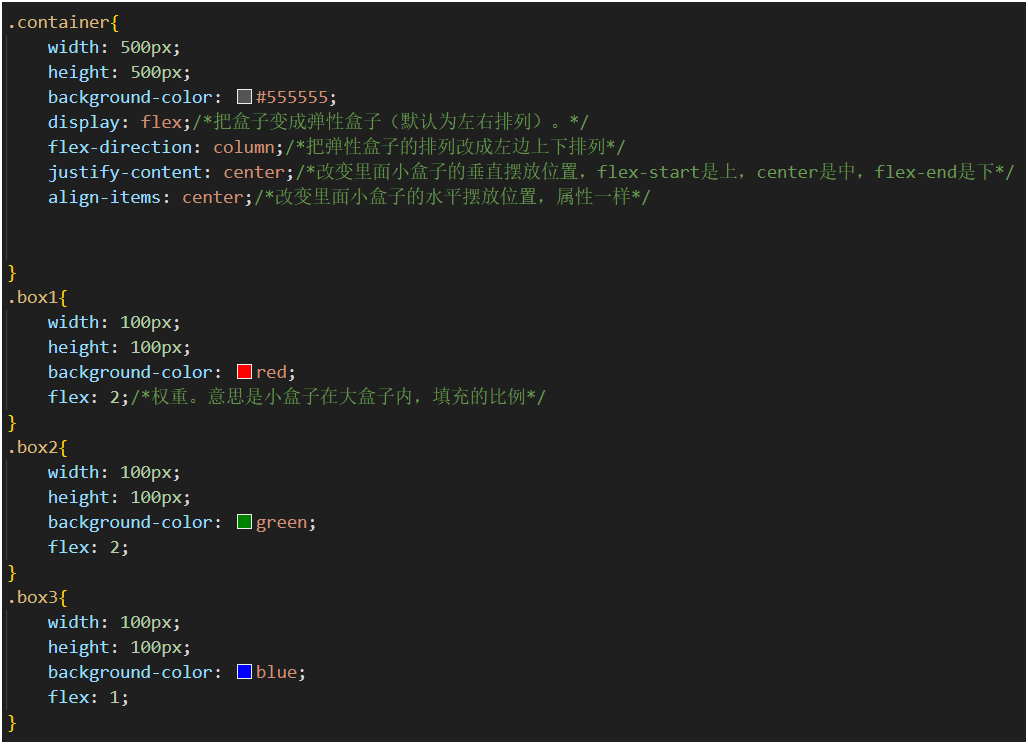 .container{
    width: 500px;
    height: 500px;
    background-color: #555555;
    display: flex;/*把盒子变成弹性盒子（默认为左右排列）。*/
    flex-direction: column;/*把弹性盒子的排列改成左边上下排列*/
    justify-content: center;/*改变里面小盒子的垂直摆放位置，flex-start是上，center是中，flex-end是下*/
    align-items: center;/*改变里面小盒子的水平摆放位置，属性一样*/
}
.box1{
    width: 100px;
    height: 100px;
    background-color: red;
    flex: 2;/*权重。意思是小盒子在大盒子内，填充的比例*/
}
.box2{
    width: 100px;
    height: 100px;
    background-color: green;
    flex: 2;
}
.box3{
    width: 100px;
    height: 100px;
    background-color: blue;
    flex: 1;
}